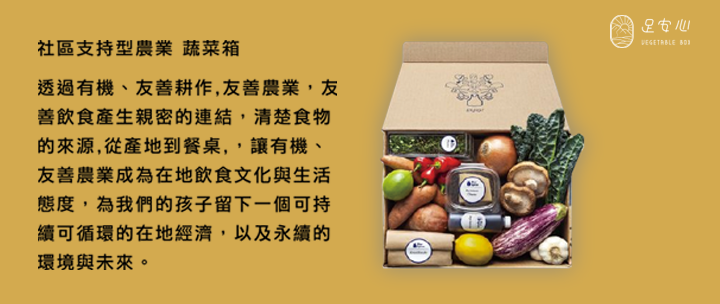 社區支持型農業 蔬菜箱
透過有機、友善耕作,友善農業，友
善飲食產生親密的連結，清楚食物
的來源,從產地到餐桌,，讓有機、
友善農業成為在地飲食文化與生活
態度，為我們的孩子留下一個可持
續可循環的在地經濟，以及永續的
環境與未來。
足安心
VEGETABLE BOX